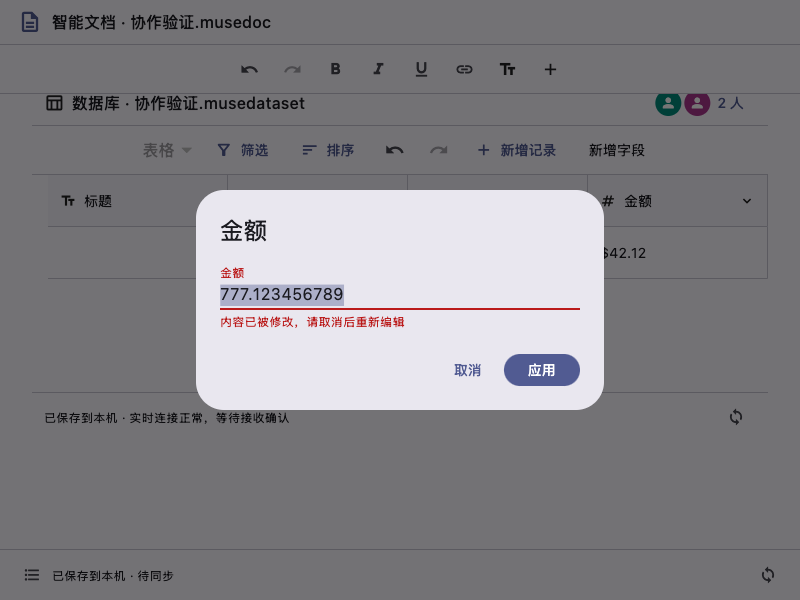 智能文档 · 协作验证.musedoc
B I U Tт +
数据库 · 协作验证.musedataset
2 人
表格 筛选 排序 新增记录 新增字段
Tт 标题
# 金额
$42.12
金额
金额
777.123456789
内容已被修改，请取消后重新编辑
取消 应用
已保存到本机 · 实时连接正常，等待接收确认
已保存到本机 · 待同步